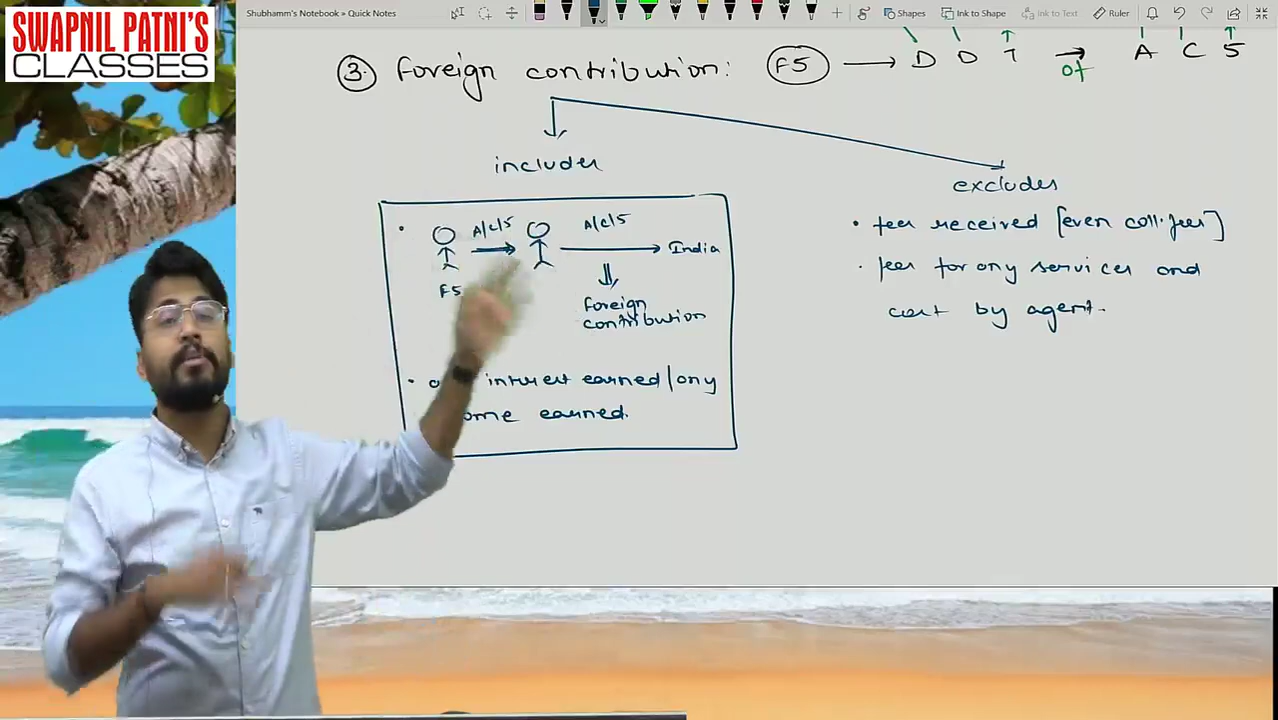 SWAPNIL PATNI'S
CLASSES
Shubhamm's Notebook » Quick Notes
Shapes
Ink to Shape
Ink to Text
Ruler
③ Foreign contribution: FS → D D T → of A C S
includes
excludes
A/C/S A/C/S
India
FS
Foreign
contribution
• interest earned/any
earned.
• fees received [even coll. fees]
• fees for any services and
cost by agent.